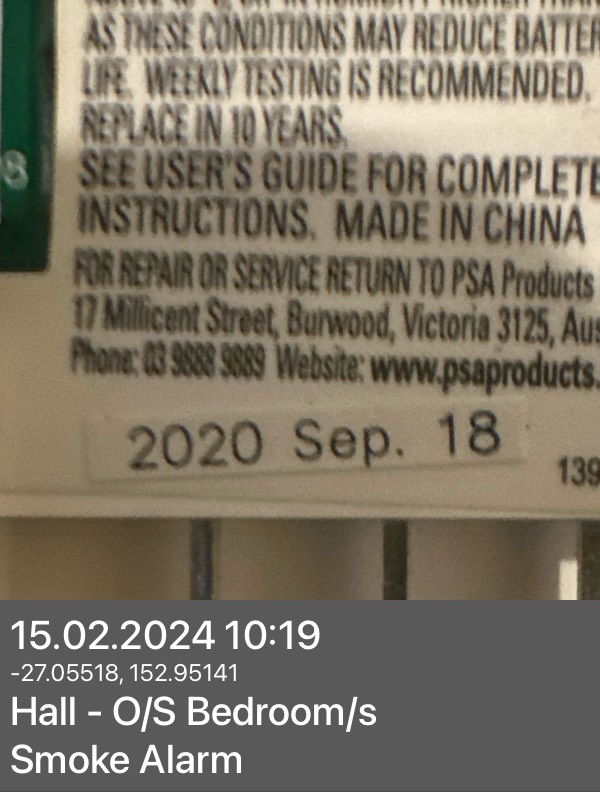 AS THESE CONDITIONS MAY REDUCE BATTER
LIFE. WEEKLY TESTING IS RECOMMENDED.
REPLACE IN 10 YEARS.
SEE USER'S GUIDE FOR COMPLETE
INSTRUCTIONS. MADE IN CHINA
FOR REPAIR OR SERVICE RETURN TO PSA Products
17 Millicent Street, Burwood, Victoria 3125, Aus
Phone: 03 9888 9889 Website: www.psaproducts.
2020 Sep. 18
139
15.02.2024 10:19
-27.05518, 152.95141
Hall - O/S Bedroom/s
Smoke Alarm